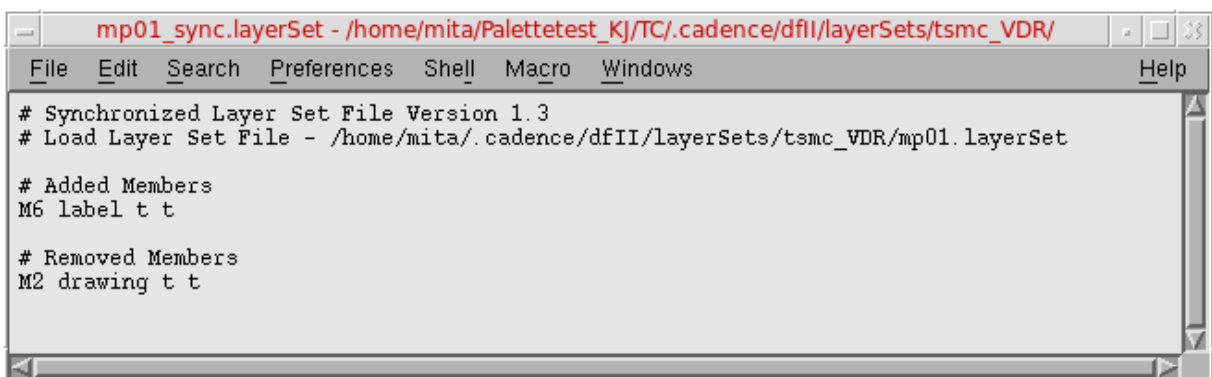 mp01_sync.layerSet - /home/mita/Palettetest_KJ/TC/.cadence/dfII/layerSets/tsmc_VDR/
File Edit Search Preferences Shell Macro Windows Help
# Synchronized Layer Set File Version 1.3
# Load Layer Set File - /home/mita/.cadence/dfII/layerSets/tsmc_VDR/mp01.layerSet
# Added Members
M6 label t t
# Removed Members
M2 drawing t t